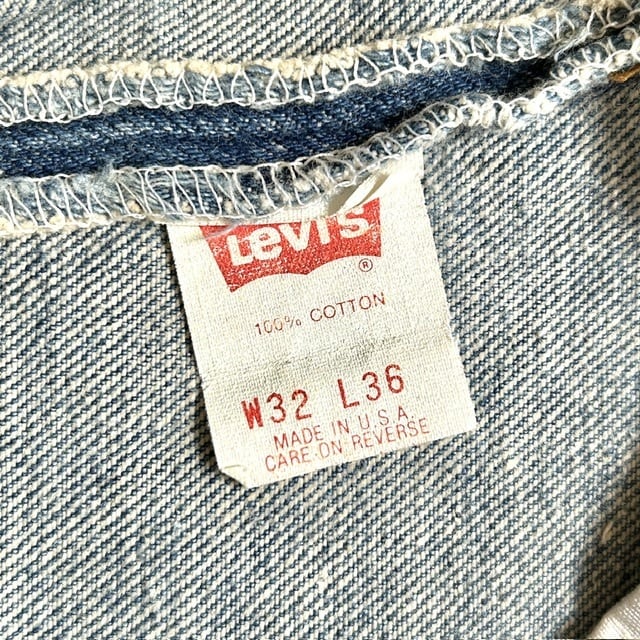 Levi's
®
100% COTTON
W32 L36
MADE IN U.S.A.
CARE ON REVERSE